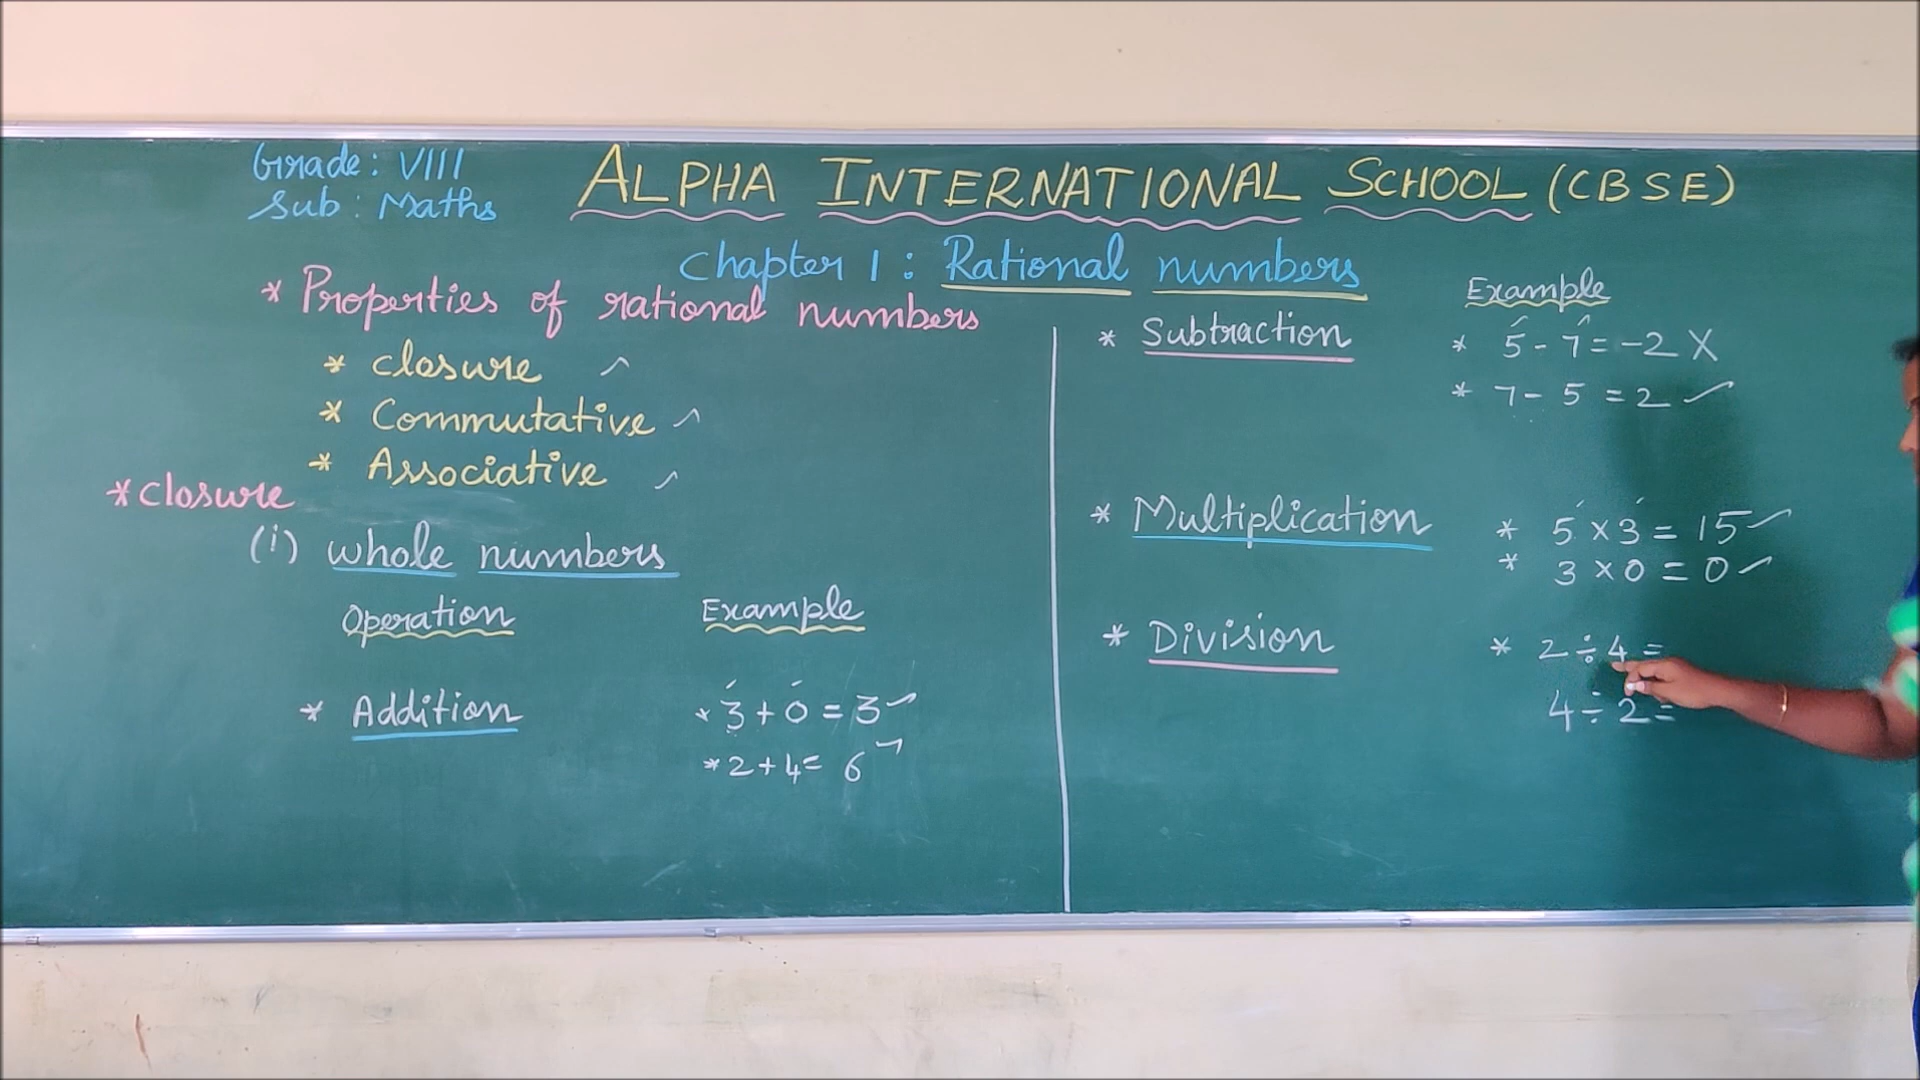 Grade: VIII
Sub: Maths
ALPHA INTERNATIONAL SCHOOL (CBSE)
Chapter 1: Rational numbers
* Properties of rational numbers
* closure
* Commutative
* Associative
* closure
(i) whole numbers
Operation Example
* Addition * 3 + 0 = 3 ✓
* 2 + 4 = 6 ✓
Example
* Subtraction * 5 - 7 = -2 X
* 7 - 5 = 2 ✓
* Multiplication * 5 × 3 = 15 ✓
* 3 × 0 = 0 ✓
* Division * 2 ÷ 4 =
4 ÷ 2 =